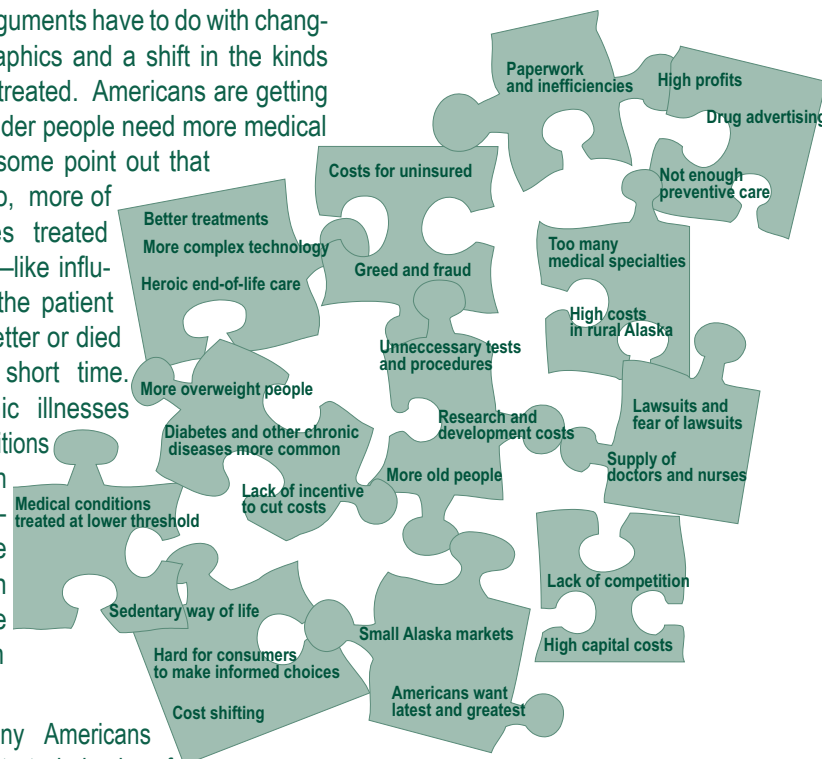 guments have to do with chang-
aphics and a shift in the kinds
treated. Americans are getting
der people need more medical
some point out that
o, more of
es treated
–like influ-
the patient
etter or died
short time.
ic illnesses
itions
n
–
e
n
e
n
ny Americans
Paperwork
and inefficiencies
High profits
Drug advertising
Not enough
preventive care
Costs for uninsured
Greed and fraud
Better treatments
More complex technology
Heroic end-of-life care
Too many
medical specialties
High costs
in rural Alaska
Unneccessary tests
and procedures
Research and
development costs
More old people
More overweight people
Diabetes and other chronic
diseases more common
Lack of incentive
to cut costs
Lawsuits and
fear of lawsuits
Supply of
doctors and nurses
Medical conditions
treated at lower threshold
Sedentary way of life
Hard for consumers
to make informed choices
Cost shifting
Small Alaska markets
Americans want
latest and greatest
Lack of competition
High capital costs